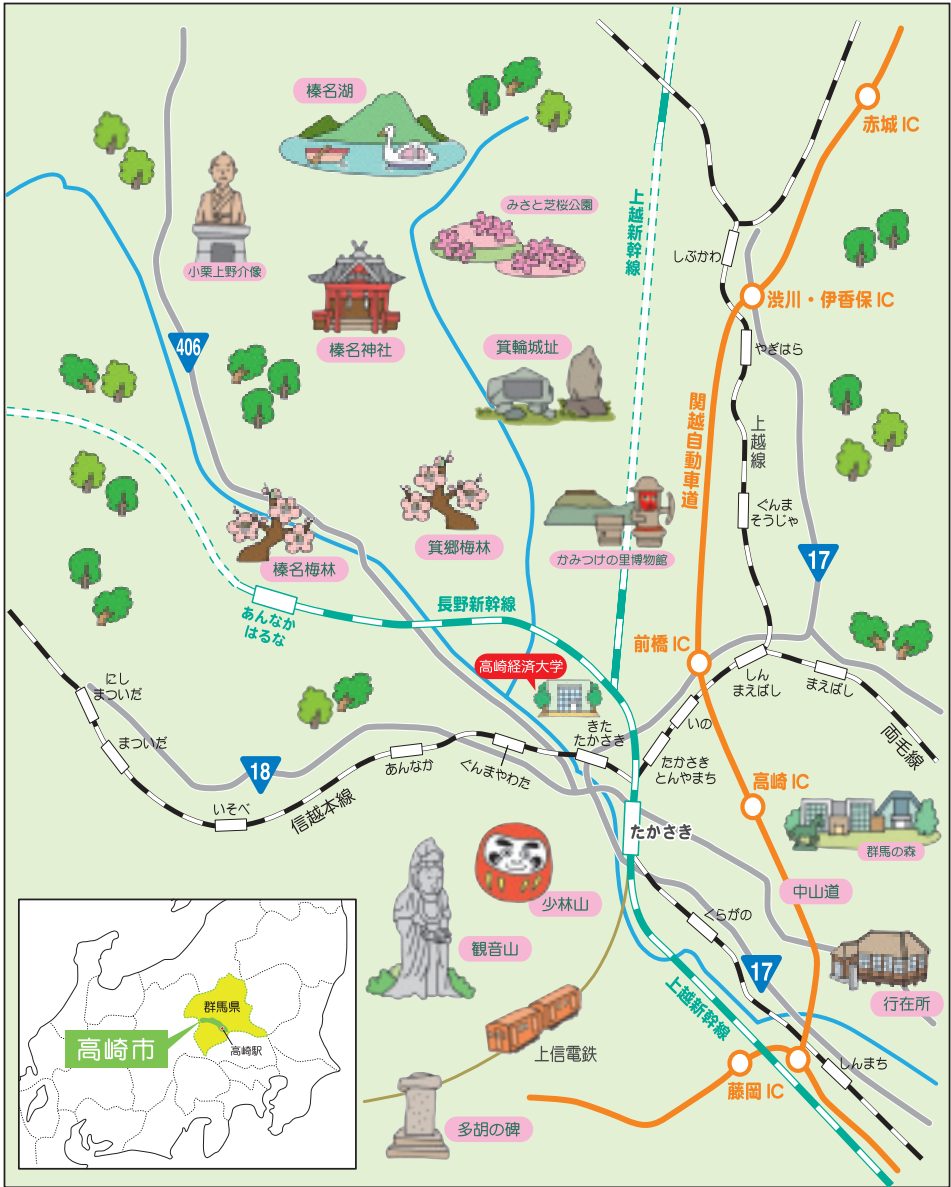 榛名湖
赤城 IC
みさと芝桜公園
上越新幹線
しぶかわ
小栗上野介像
渋川・伊香保 IC
406
榛名神社
箕輪城址
やぎはら
関越自動車道
上越線
ぐんま
そうじゃ
箕郷梅林
かみつけの里博物館
榛名梅林
17
長野新幹線
あんなか
はるな
前橋 IC
高崎経済大学
しん
まえばし
まえばし
にし
まついだ
いの
きた
たかさき
両毛線
まついだ
あんなか
ぐんまやわた
たかさき
とんやまち
18
高崎 IC
いそべ
信越本線
たかさき
群馬の森
少林山
中山道
くらがの
観音山
17
行在所
群馬県
上越新幹線
高崎市
高崎駅
上信電鉄
しんまち
藤岡 IC
多胡の碑